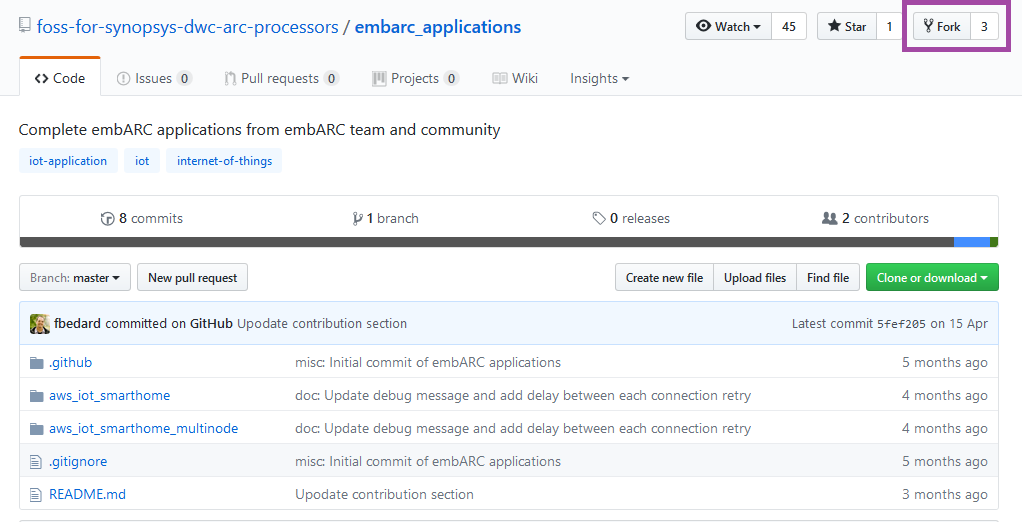 foss-for-synopsys-dwc-arc-processors / embarc_applications Watch 45 Star 1 Fork 3
Code Issues 0 Pull requests 0 Projects 0 Wiki Insights
Complete embARC applications from embARC team and community
iot-application iot internet-of-things
8 commits 1 branch 0 releases 2 contributors
Branch: master New pull request Create new file Upload files Find file Clone or download
fbedard committed on GitHub Upodate contribution section Latest commit 5fef205 on 15 Apr
.github misc: Initial commit of embARC applications 5 months ago
aws_iot_smarthome doc: Update debug message and add delay between each connection retry 4 months ago
aws_iot_smarthome_multinode doc: Update debug message and add delay between each connection retry 4 months ago
.gitignore misc: Initial commit of embARC applications 5 months ago
README.md Upodate contribution section 3 months ago